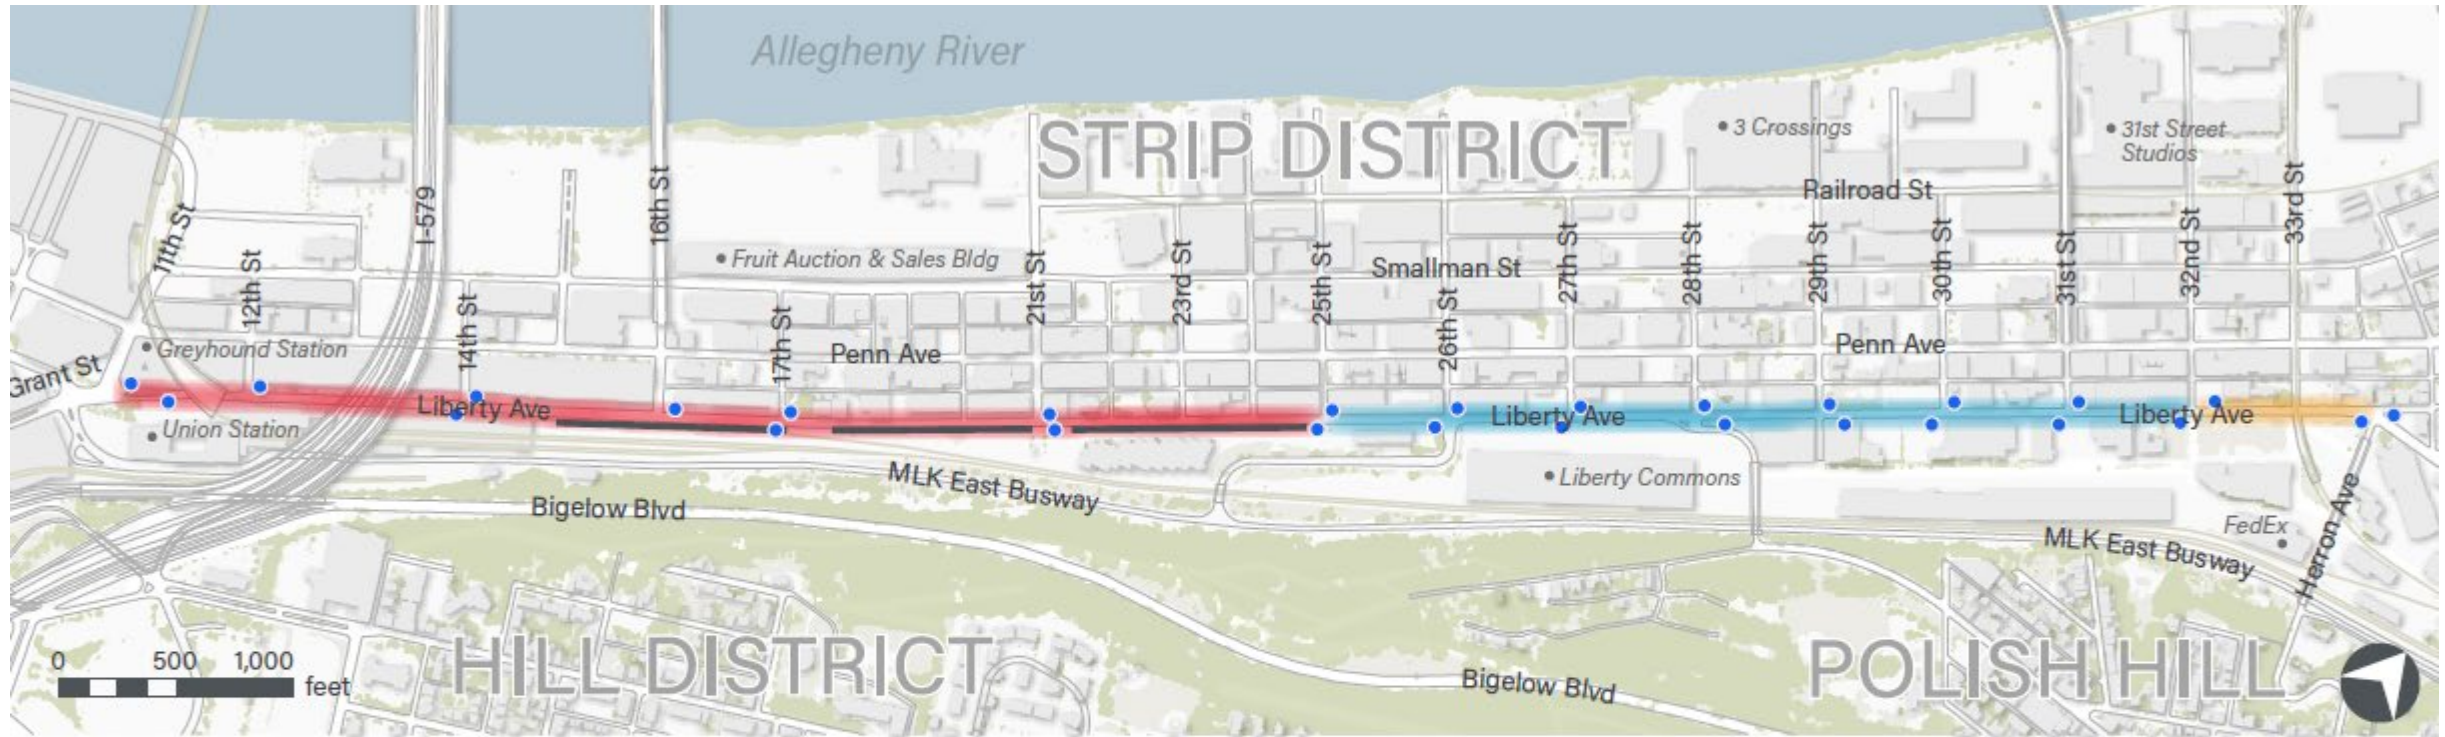 Allegheny River
STRIP DISTRICT
3 Crossings
31st Street
Studios
Railroad St
33rd St
11th St
I-579
16th St
12th St
Fruit Auction & Sales Bldg
21st St
23rd St
25th St
Smallman St
27th St
28th St
29th St
30th St
31st St
32nd St
14th St
17th St
26th St
Greyhound Station
Penn Ave
Penn Ave
Grant St
Liberty Ave
Liberty Ave
Liberty Ave
Union Station
MLK East Busway
Liberty Commons
Bigelow Blvd
FedEx
MLK East Busway
Herron Ave
HILL DISTRICT
POLISH HILL
Bigelow Blvd
0 500 1,000
feet